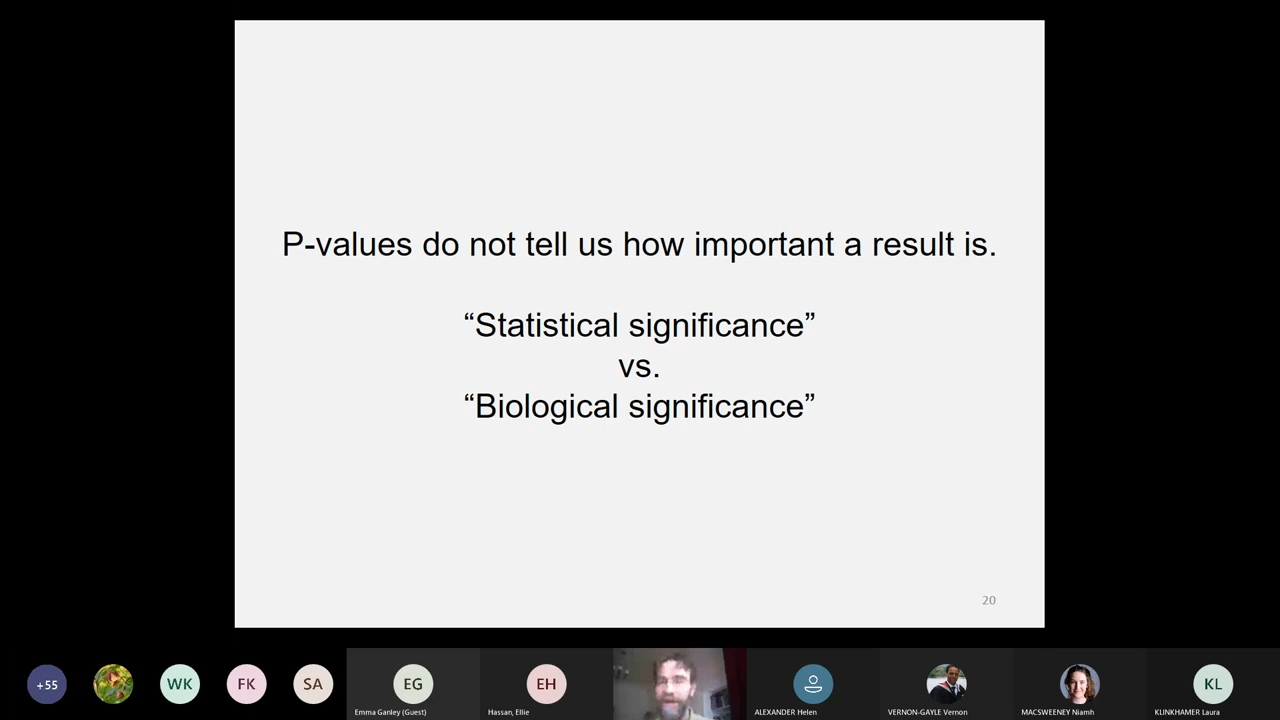 P-values do not tell us how important a result is.
“Statistical significance”
vs.
“Biological significance”
20
+55
WK
FK
SA
EG
Emma Ganley (Guest)
EH
Hassan, Ellie
ALEXANDER Helen
VERNON-GAYLE Vernon
MACSWEENEY Niamh
KL
KLINKHAMER Laura